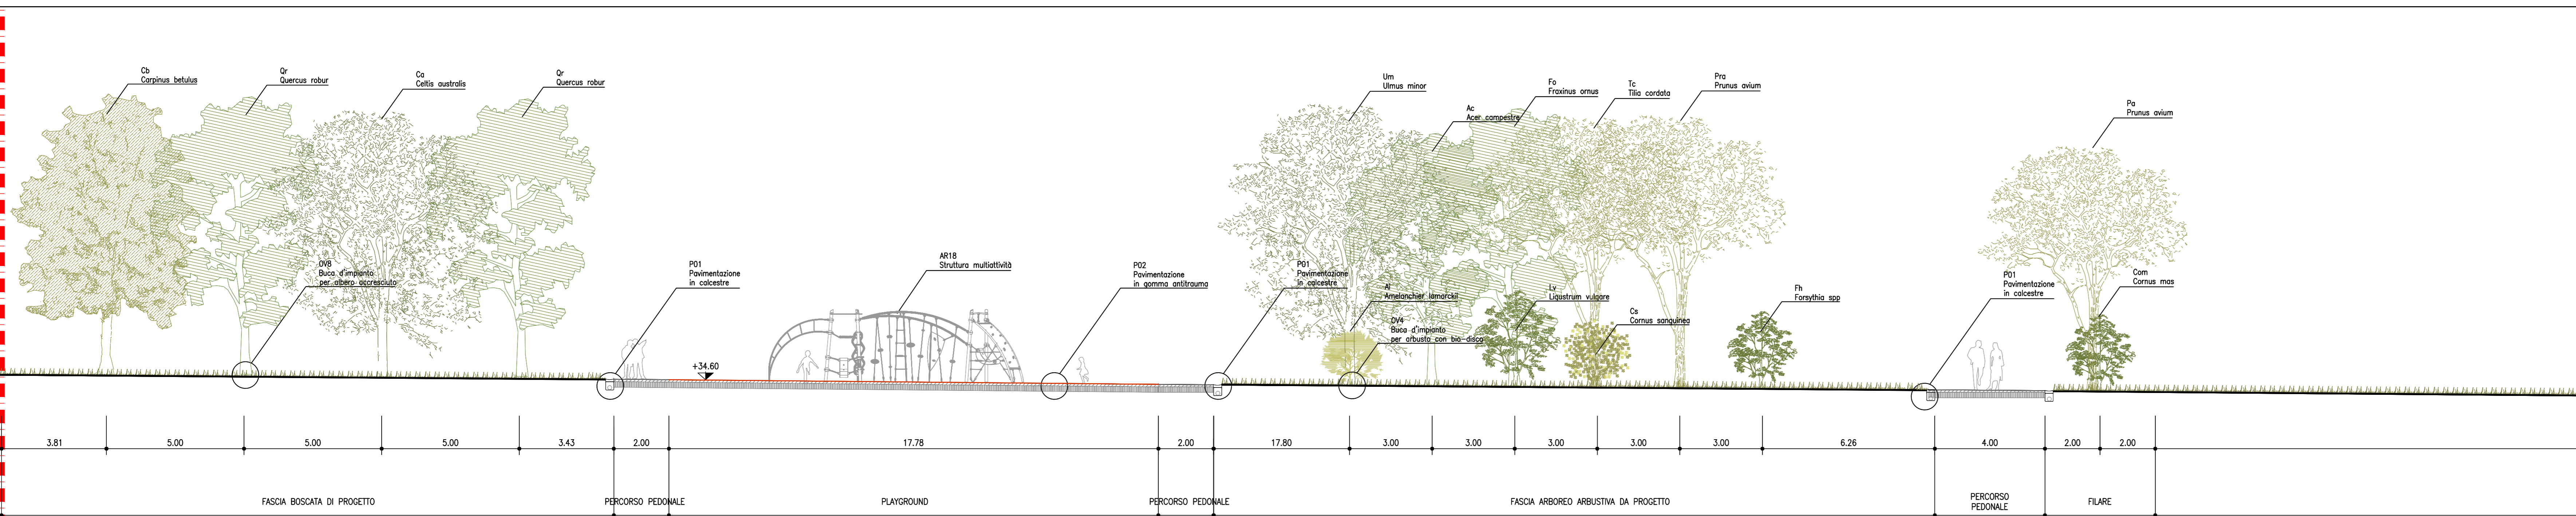 Cb
Carpinus betulus
Qr
Quercus robur
Ca
Celtis australis
Qr
Quercus robur
Um
Ulmus minor
Ac
Acer campestre
Fo
Fraxinus ornus
Tc
Tilia cordata
Pra
Prunus avium
Pa
Prunus avium
OV8
Buca d'impianto
per albero accresciuto
P01
Pavimentazione
in calcestre
AR18
Struttura multiattività
P02
Pavimentazione
in gomma antitrauma
P01
Pavimentazione
in calcestre
Al
Amelanchier lamarckii
OV4
Buca d'impianto
per arbusto con bio-disco
Lv
Ligustrum vulgare
Cs
Cornus sanguinea
Fh
Forsythia spp
P01
Pavimentazione
in calcestre
Com
Cornus mas
+34.60
3.81 5.00 5.00 5.00 3.43 2.00 17.78 2.00 17.80 3.00 3.00 3.00 3.00 3.00 6.26 4.00 2.00 2.00
FASCIA BOSCATA DI PROGETTO
PERCORSO PEDONALE
PLAYGROUND
PERCORSO PEDONALE
FASCIA ARBOREO ARBUSTIVA DA PROGETTO
PERCORSO
PEDONALE
FILARE